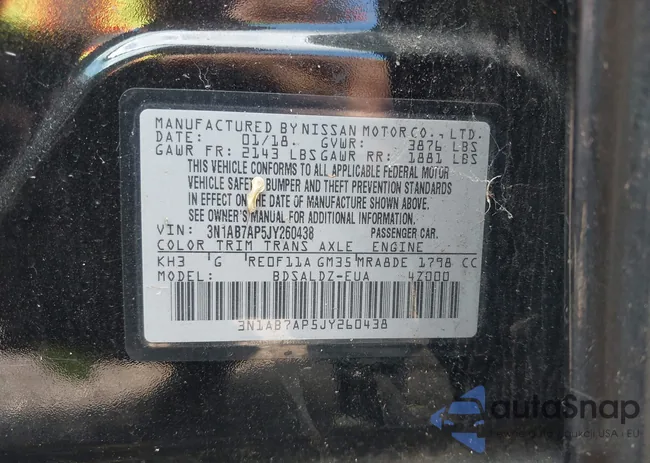 MANUFACTURED BY NISSAN MOTOR CO., LTD.
DATE: 01/18 GVWR: 3876 LBS
GAWR FR: 2143 LBS GAWR RR: 1881 LBS
THIS VEHICLE CONFORMS TO ALL APPLICABLE FEDERAL MOTOR
VEHICLE SAFETY BUMPER AND THEFT PREVENTION STANDARDS
IN EFFECT ON THE DATE OF MANUFACTURE SHOWN ABOVE.
SEE OWNER'S MANUAL FOR ADDITIONAL INFORMATION.
VIN: 3N1AB7AP5JY260438 PASSENGER CAR.
COLOR TRIM TRANS AXLE ENGINE
KH3 G RE0F11A GM35 MRA8DE 1798 CC
MODEL: BDSALDZ-EUA 4Z000
3N1AB7AP5JY260438
autoSnap
USA i EU